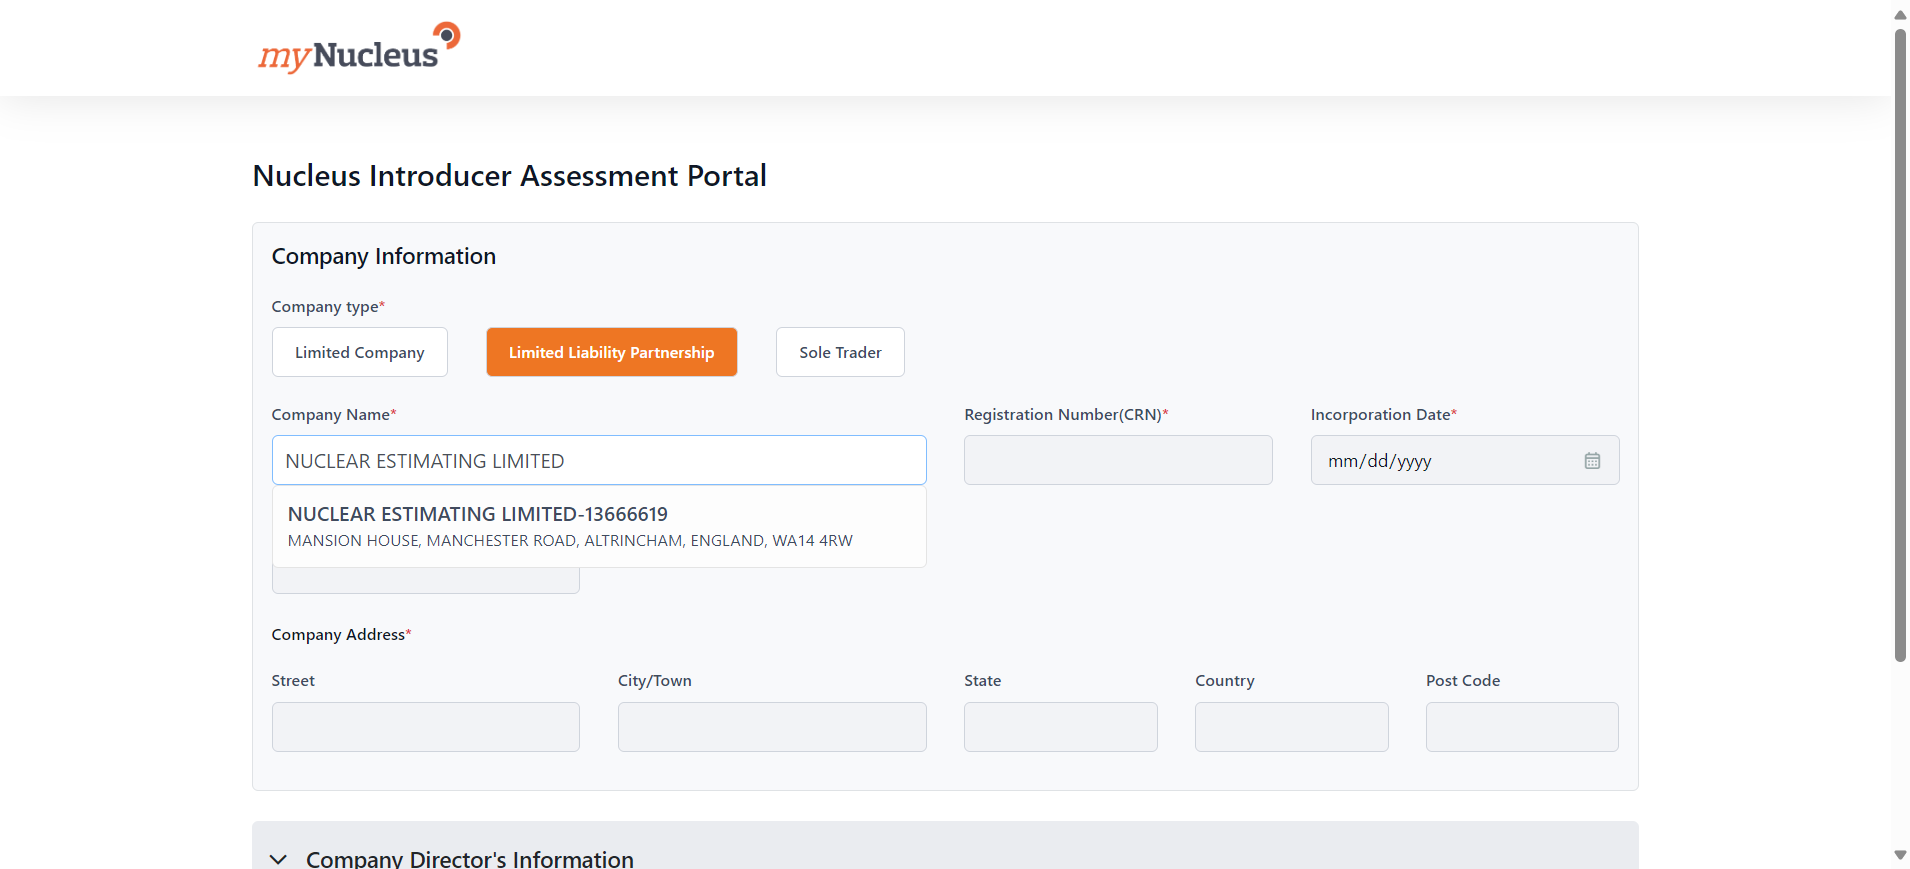 myNucleus
Nucleus Introducer Assessment Portal
Company Information
Company type*
Limited Company
Limited Liability Partnership
Sole Trader
Company Name*
Registration Number(CRN)*
Incorporation Date*
NUCLEAR ESTIMATING LIMITED
mm/dd/yyyy
NUCLEAR ESTIMATING LIMITED-13666619
MANSION HOUSE, MANCHESTER ROAD, ALTRINCHAM, ENGLAND, WA14 4RW
Company Address*
Street
City/Town
State
Country
Post Code
Company Director's Information